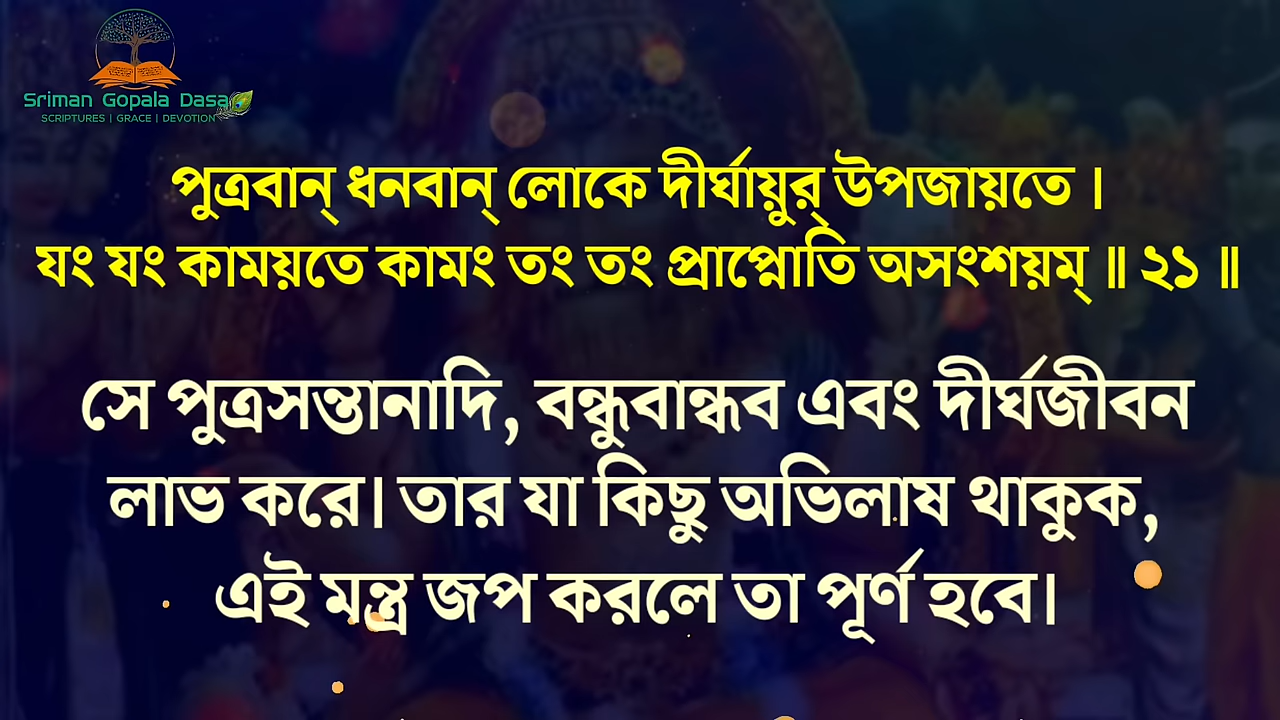 Sriman Gopala Dasa
SCRIPTURES | GRACE | DEVOTION
পুত্রবান্ ধনবান্ লোকে দীর্ঘায়ুর্ উপজায়তে ।
যং যং কাময়তে কামং তং তং প্রাপ্নোতি অসংশয়ম্ ॥ ২১ ॥
সে পুত্রসন্তানাদি, বন্ধুবান্ধব এবং দীর্ঘজীবন
লাভ করে। তার যা কিছু অভিলাষ থাকুক,
এই মন্ত্র জপ করলে তা পূর্ণ হবে।